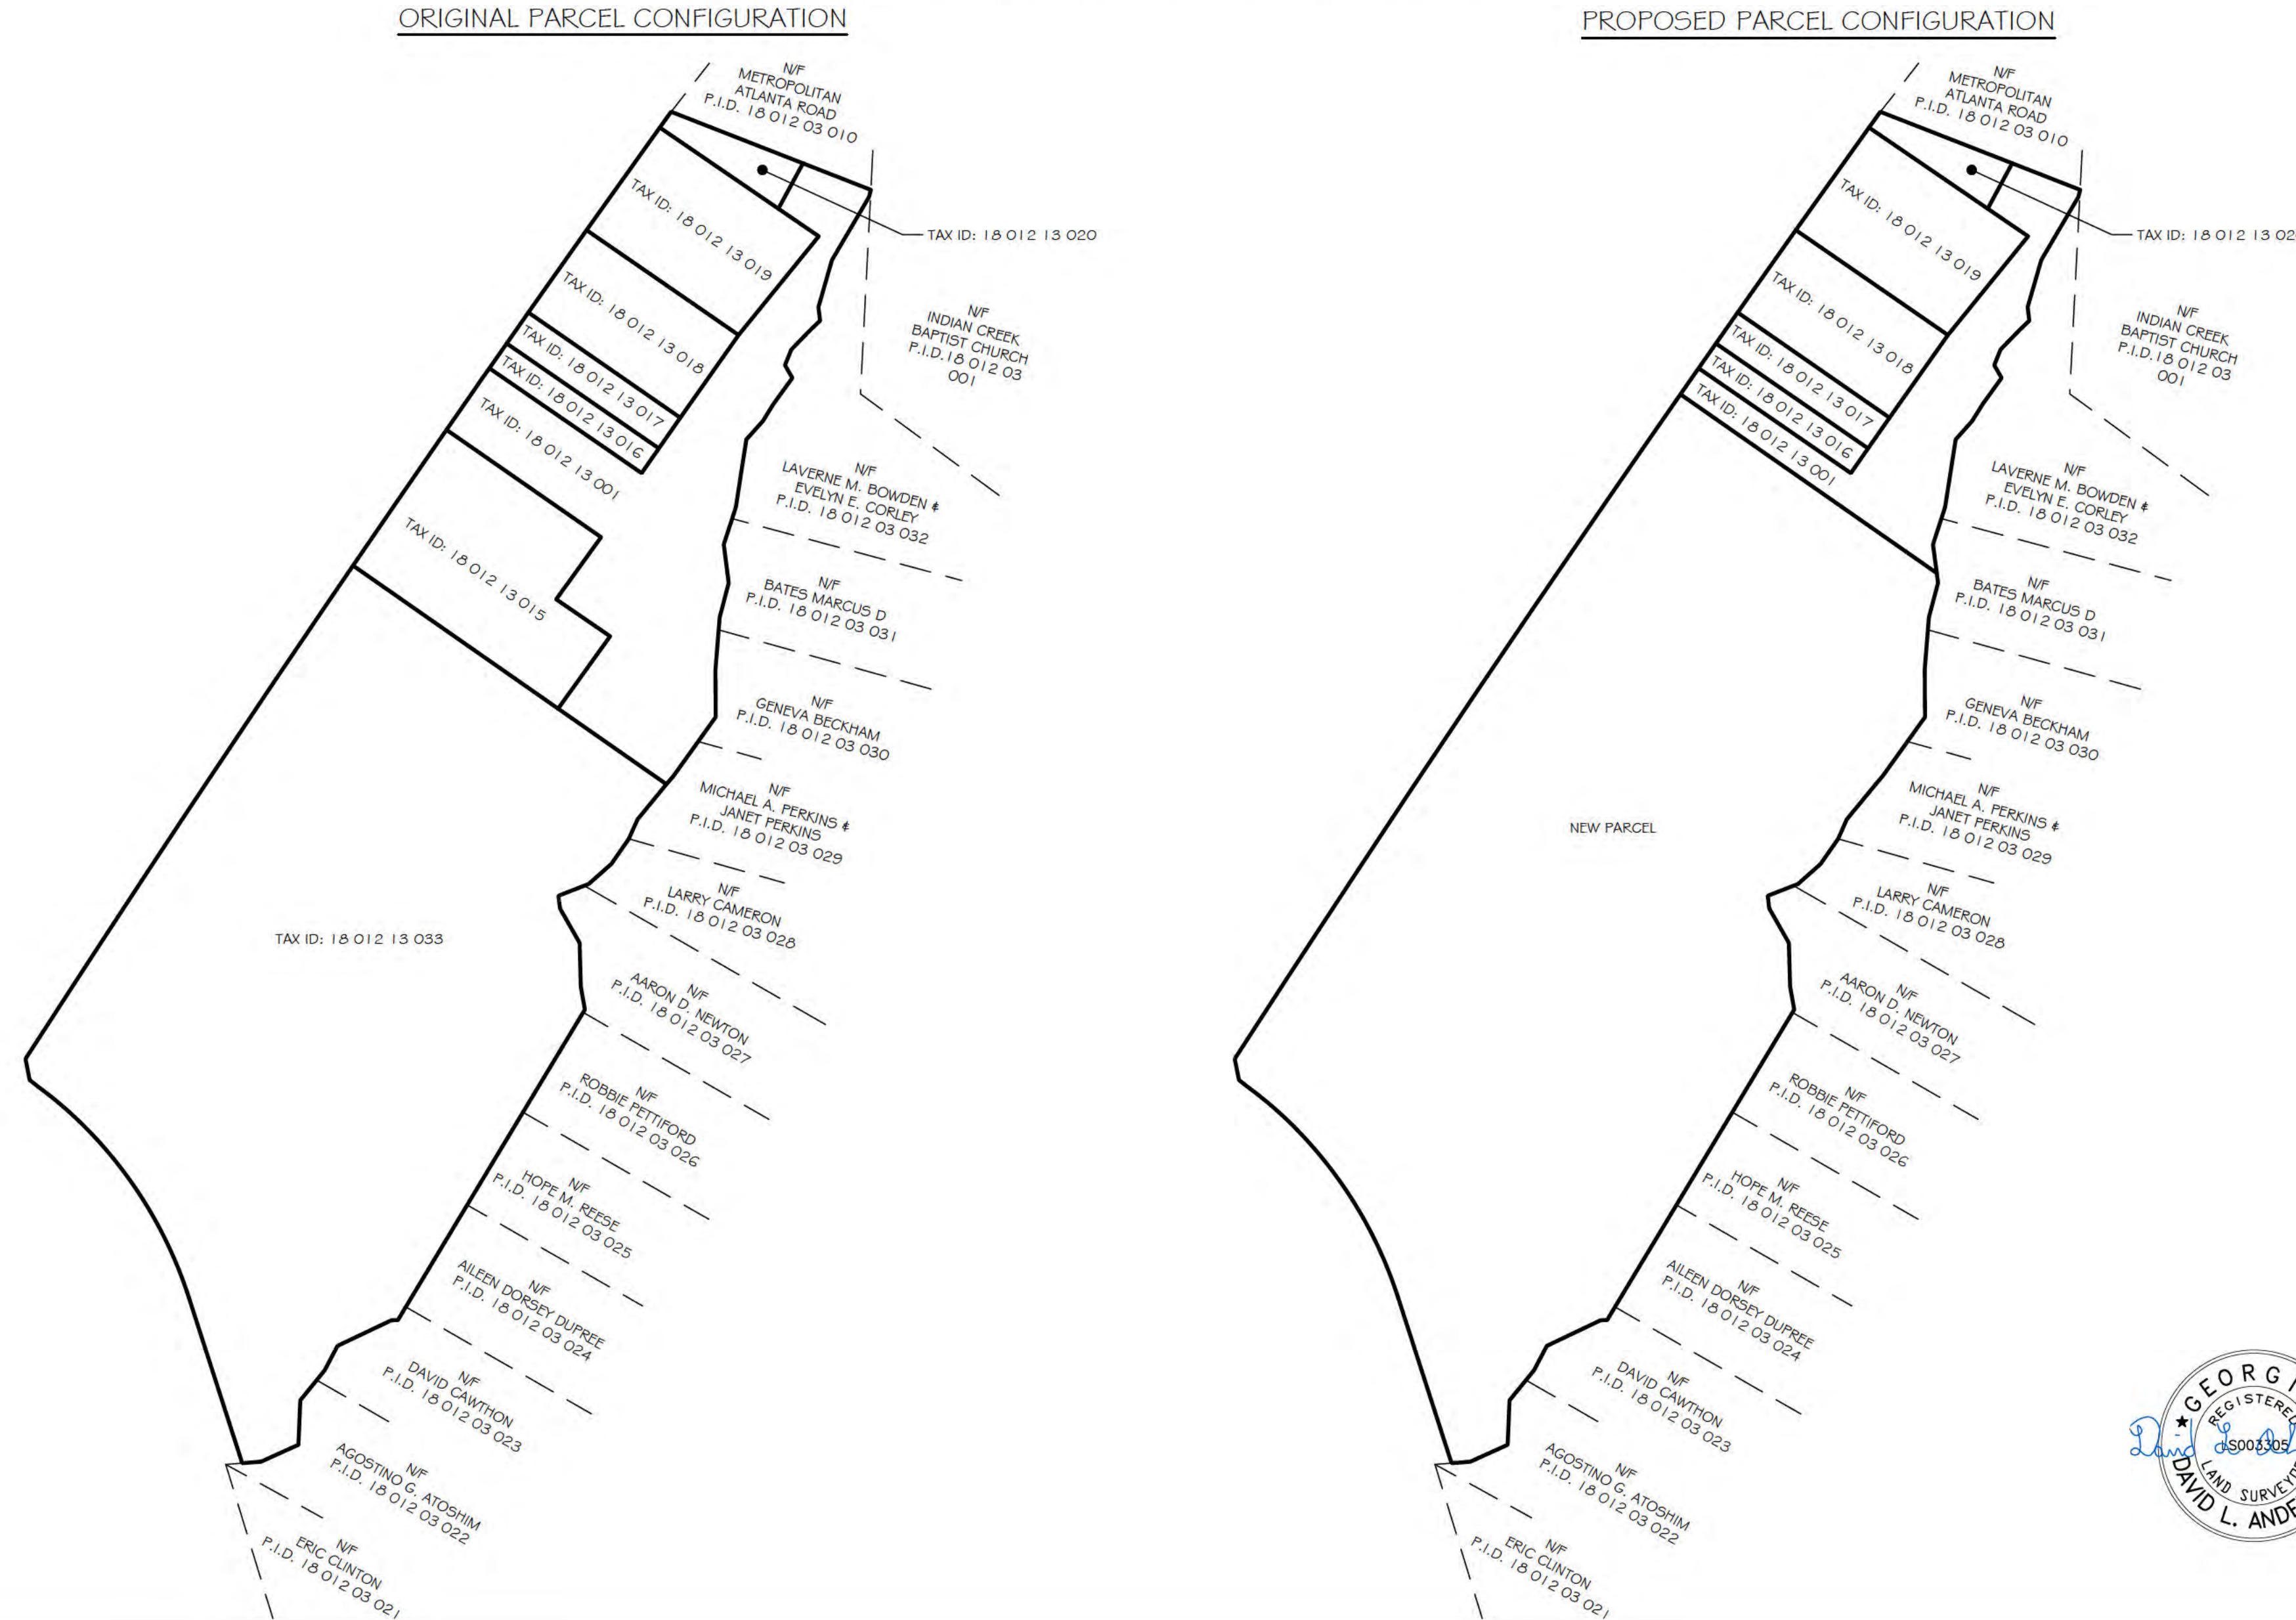 ORIGINAL PARCEL CONFIGURATION
N/F
METROPOLITAN
ATLANTA ROAD
P.I.D. 18 012 03 010
TAX ID: 18 012 13 019
TAX ID: 18 012 13 020
TAX ID: 18 012 13 018
N/F
INDIAN CREEK
BAPTIST CHURCH
P.I.D. 18 012 03
001
TAX ID: 18 012 13 017
TAX ID: 18 012 13 016
TAX ID: 18 012 13 001
TAX ID: 18 012 13 015
N/F
LAVERNE M. BOWDEN &
EVELYN E. CORLEY
P.I.D. 18 012 03 032
N/F
BATES MARCUS D
P.I.D. 18 012 03 031
N/F
GENEVA BECKHAM
P.I.D. 18 012 03 030
N/F
MICHAEL A. PERKINS &
JANET PERKINS
P.I.D. 18 012 03 029
N/F
LARRY CAMERON
P.I.D. 18 012 03 028
TAX ID: 18 012 13 033
N/F
AARON D. NEWTON
P.I.D. 18 012 03 027
N/F
ROBBIE PETTIFORD
P.I.D. 18 012 03 026
N/F
HOPE M. REESE
P.I.D. 18 012 03 025
N/F
AILEEN DORSEY DUPREE
P.I.D. 18 012 03 024
N/F
DAVID CAWTHON
P.I.D. 18 012 03 023
N/F
AGOSTINO G. ATOSHIM
P.I.D. 18 012 03 022
N/F
ERIC CLINTON
P.I.D. 18 012 03 021
PROPOSED PARCEL CONFIGURATION
N/F
METROPOLITAN
ATLANTA ROAD
P.I.D. 18 012 03 010
TAX ID: 18 012 13 019
TAX ID: 18 012 13 02
TAX ID: 18 012 13 018
N/F
INDIAN CREEK
BAPTIST CHURCH
P.I.D. 18 012 03
001
TAX ID: 18 012 13 017
TAX ID: 18 012 13 016
TAX ID: 18 012 13 001
N/F
LAVERNE M. BOWDEN &
EVELYN E. CORLEY
P.I.D. 18 012 03 032
N/F
BATES MARCUS D
P.I.D. 18 012 03 031
N/F
GENEVA BECKHAM
P.I.D. 18 012 03 030
NEW PARCEL
N/F
MICHAEL A. PERKINS &
JANET PERKINS
P.I.D. 18 012 03 029
N/F
LARRY CAMERON
P.I.D. 18 012 03 028
N/F
AARON D. NEWTON
P.I.D. 18 012 03 027
N/F
ROBBIE PETTIFORD
P.I.D. 18 012 03 026
N/F
HOPE M. REESE
P.I.D. 18 012 03 025
N/F
AILEEN DORSEY DUPREE
P.I.D. 18 012 03 024
N/F
DAVID CAWTHON
P.I.D. 18 012 03 023
N/F
AGOSTINO G. ATOSHIM
P.I.D. 18 012 03 022
N/F
ERIC CLINTON
P.I.D. 18 012 03 021
GEORGI
REGISTERE
LS003305
LAND SURVEY
DAVID L. ANDE